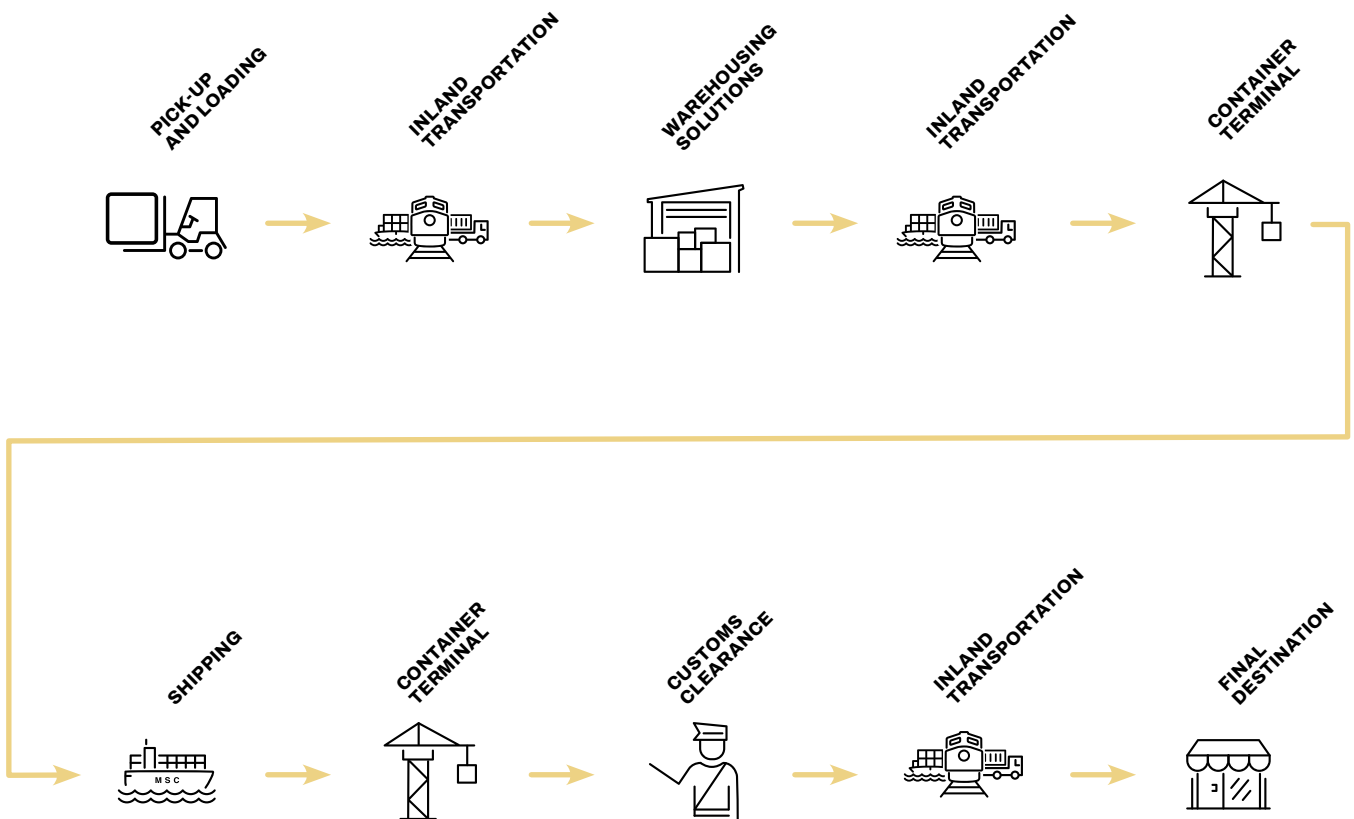 PICK-UP
AND LOADING
INLAND
TRANSPORTATION
WAREHOUSING
SOLUTIONS
INLAND
TRANSPORTATION
CONTAINER
TERMINAL
SHIPPING
MSC
CONTAINER
TERMINAL
CUSTOMS
CLEARANCE
INLAND
TRANSPORTATION
FINAL
DESTINATION